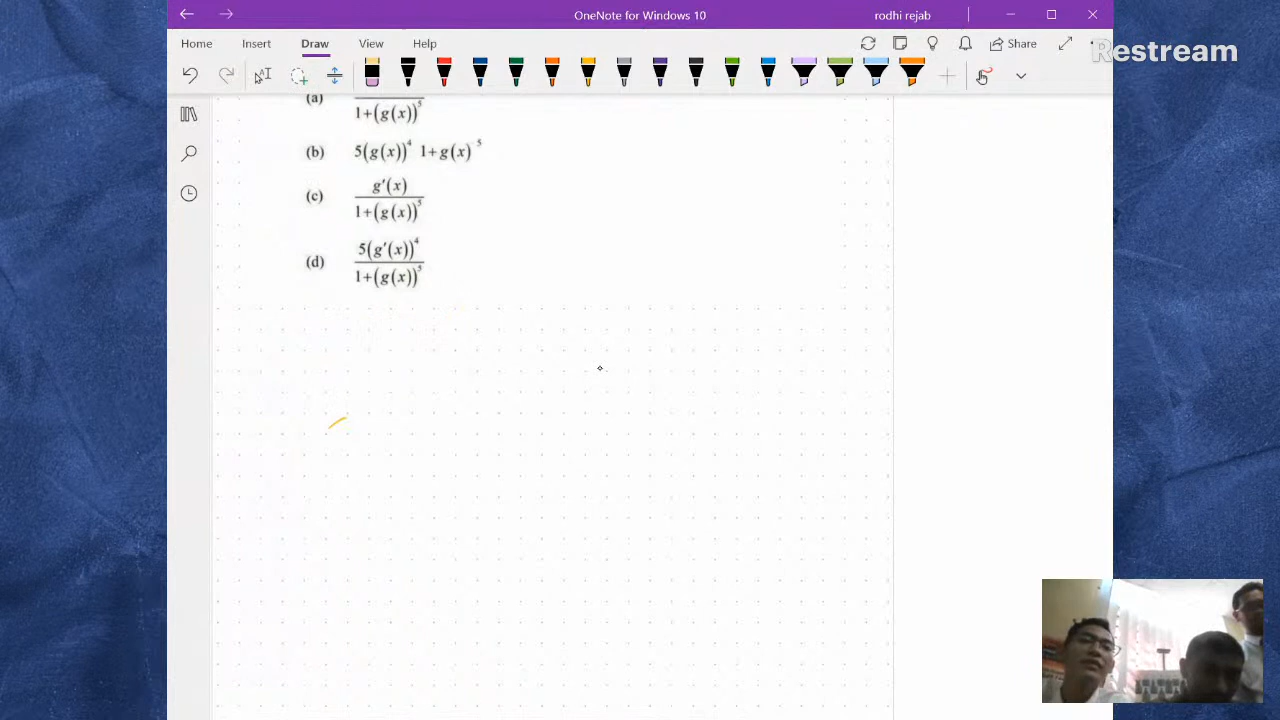 OneNote for Windows 10
rodhi rejab
Home
Insert
Draw
View
Help
Share
Restream
(a)
1+(g(x))⁵
(b) 5(g(x))⁴ 1+g(x) ⁵
(c) g′(x)
1+(g(x))⁵
(d) 5(g′(x))⁴
1+(g(x))⁵